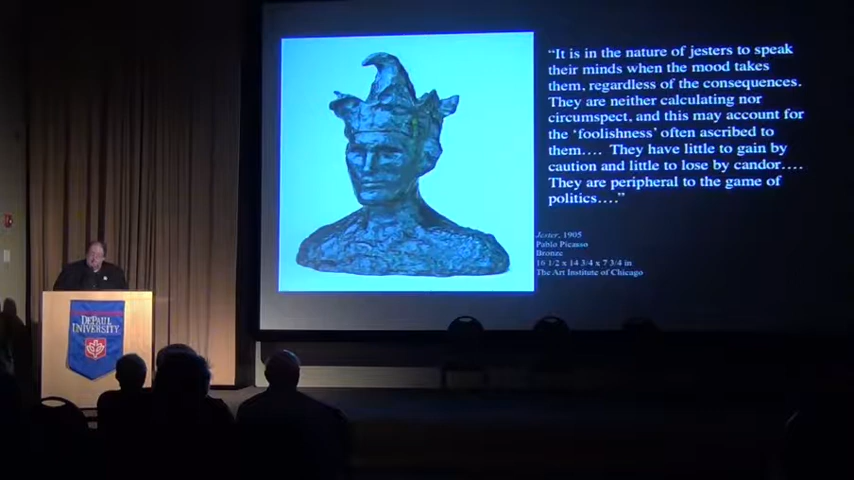 “It is in the nature of jesters to speak
their minds when the mood takes
them, regardless of the consequences.
They are neither calculating nor
circumspect, and this may account for
the ‘foolishness’ often ascribed to
them…. They have little to gain by
caution and little to lose by candor….
They are peripheral to the game of
politics….”
Jester, 1905
Pablo Picasso
Bronze
16 1/2 x 14 3/4 x 7 3/4 in
The Art Institute of Chicago
DEPAUL
UNIVERSITY